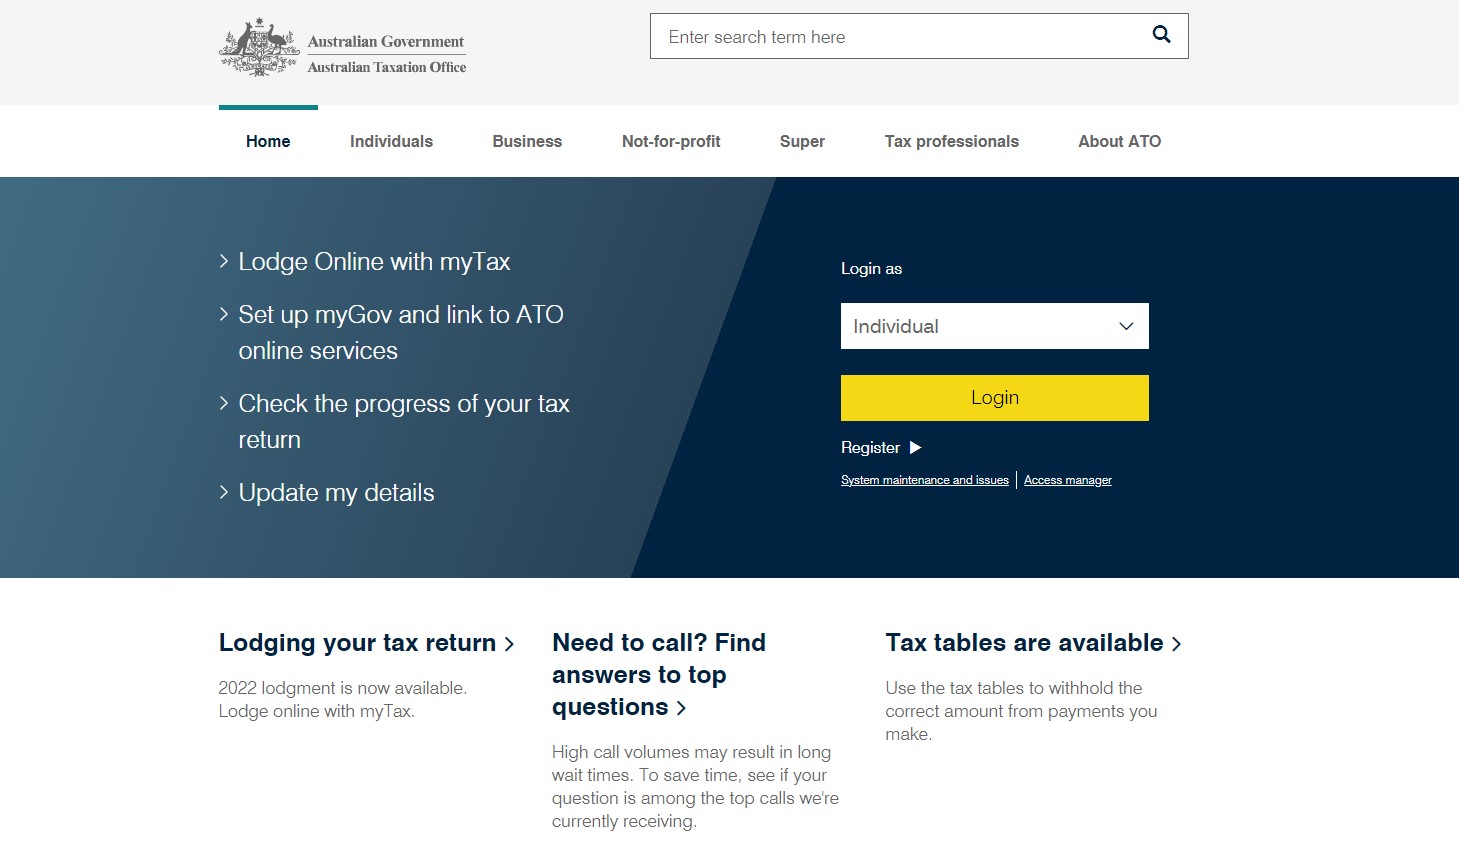 Australian Government
Australian Taxation Office
Enter search term here
Home Individuals Business Not-for-profit Super Tax professionals About ATO
Lodge Online with myTax
Set up myGov and link to ATO
online services
Check the progress of your tax
return
Update my details
Login as
Individual
Login
Register
System maintenance and issues Access manager
Lodging your tax return
2022 lodgment is now available.
Lodge online with myTax.
Need to call? Find
answers to top
questions
High call volumes may result in long
wait times. To save time, see if your
question is among the top calls we're
currently receiving.
Tax tables are available
Use the tax tables to withhold the
correct amount from payments you
make.